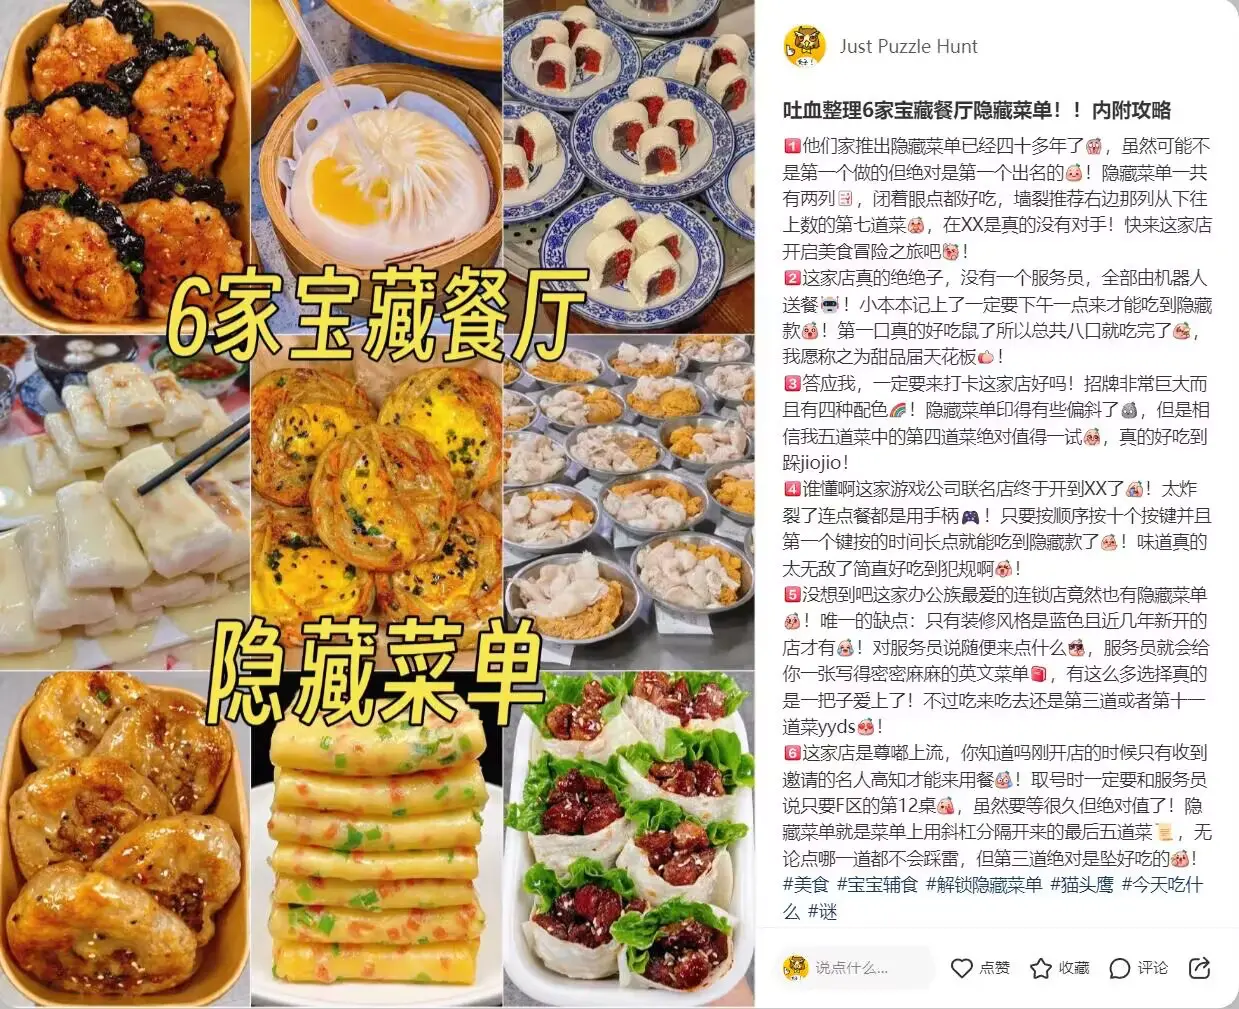 6家宝藏餐厅
隐藏菜单
Just Puzzle Hunt
吐血整理6家宝藏餐厅隐藏菜单！！内附攻略
1他们家推出隐藏菜单已经四十多年了，虽然可能不
是第一个做的但绝对是第一个出名的！隐藏菜单一共
有两列，闭着眼点都好吃，墙裂推荐右边那列从下往
上数的第七道菜，在XX是真的没有对手！快来这家店
开启美食冒险之旅吧！
2这家店真的绝绝子，没有一个服务员，全部由机器人
送餐！小本本记上了一定要下午一点来才能吃到隐藏
款！第一口真的好吃鼠了所以总共八口就吃完了，
我愿称之为甜品届天花板！
3答应我，一定要来打卡这家店好吗！招牌非常巨大而
且有四种配色！隐藏菜单印得有些偏斜了，但是相
信我五道菜中的第四道菜绝对值得一试，真的好吃到
跺jiojio！
4谁懂啊这家游戏公司联名店终于开到XX了！太炸
裂了连点餐都是用手柄！只要按顺序按十个按键并且
第一个键按的时间长点就能吃到隐藏款了！味道真的
太无敌了简直好吃到犯规啊！
5没想到吧这家办公族最爱的连锁店竟然也有隐藏菜单
！唯一的缺点：只有装修风格是蓝色且近几年新开的
店才有！对服务员说随便来点什么，服务员就会给
你一张写得密密麻麻的英文菜单，有这么多选择真的
是一把子爱上了！不过吃来吃去还是第三道或者第十一
道菜yyds！
6这家店是尊嘟上流，你知道吗刚开店的时候只有收到
邀请的名人高知才能来用餐！取号时一定要和服务员
说只要F区的第12桌，虽然要等很久但绝对值了！隐
藏菜单就是菜单上用斜杠分隔开来的最后五道菜，无
论点哪一道都不会踩雷，但第三道绝对是坠好吃的！
#美食 #宝宝辅食 #解锁隐藏菜单 #猫头鹰 #今天吃什
么 #谜
说点什么... 点赞 收藏 评论